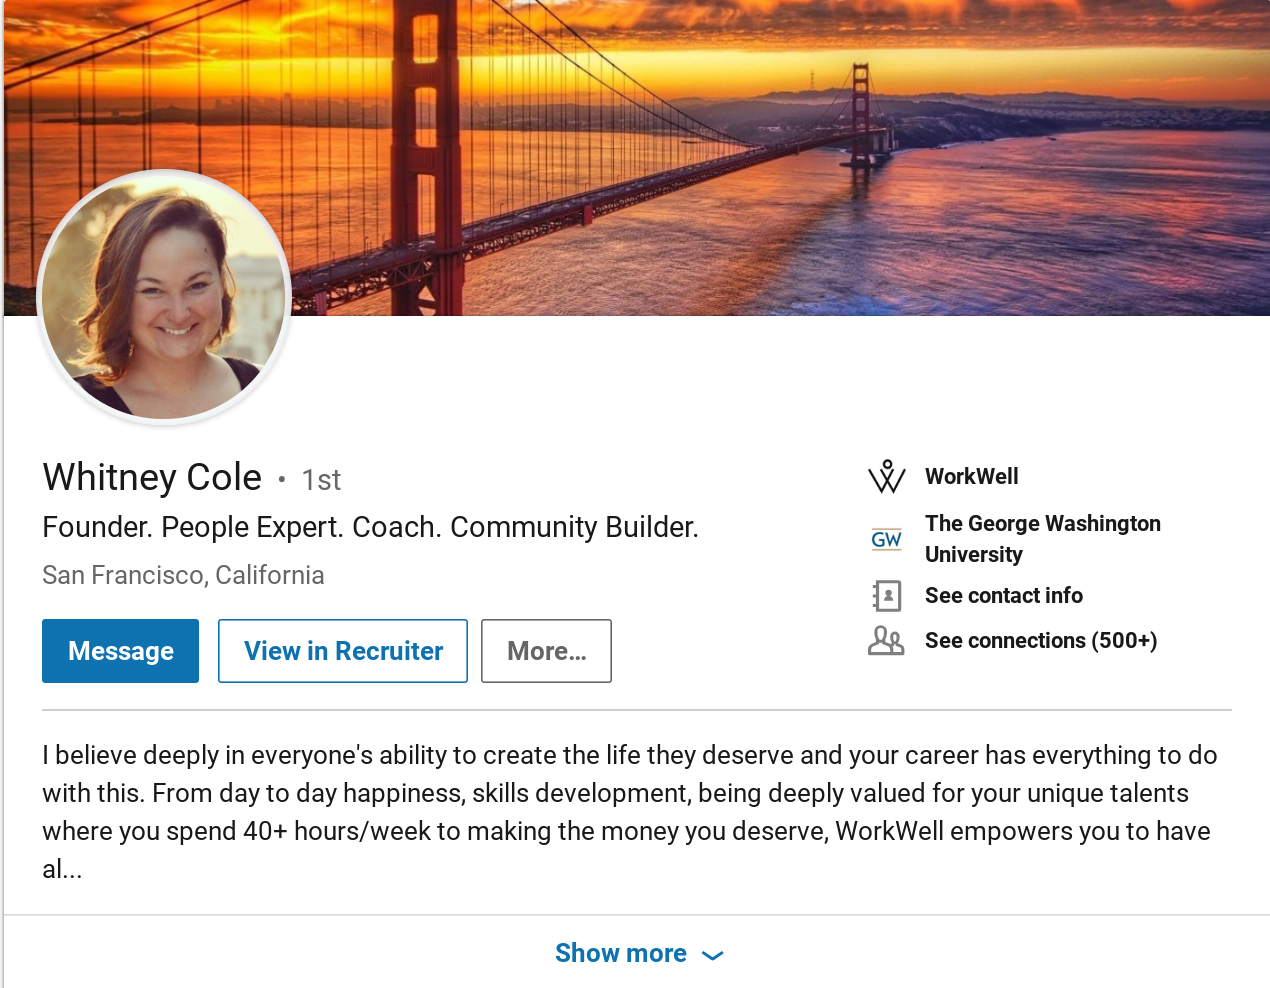 Whitney Cole • 1st
Founder. People Expert. Coach. Community Builder.
San Francisco, California
Message
View in Recruiter
More...
WorkWell
GW
The George Washington
University
See contact info
See connections (500+)
I believe deeply in everyone's ability to create the life they deserve and your career has everything to do
with this. From day to day happiness, skills development, being deeply valued for your unique talents
where you spend 40+ hours/week to making the money you deserve, WorkWell empowers you to have
al...
Show more